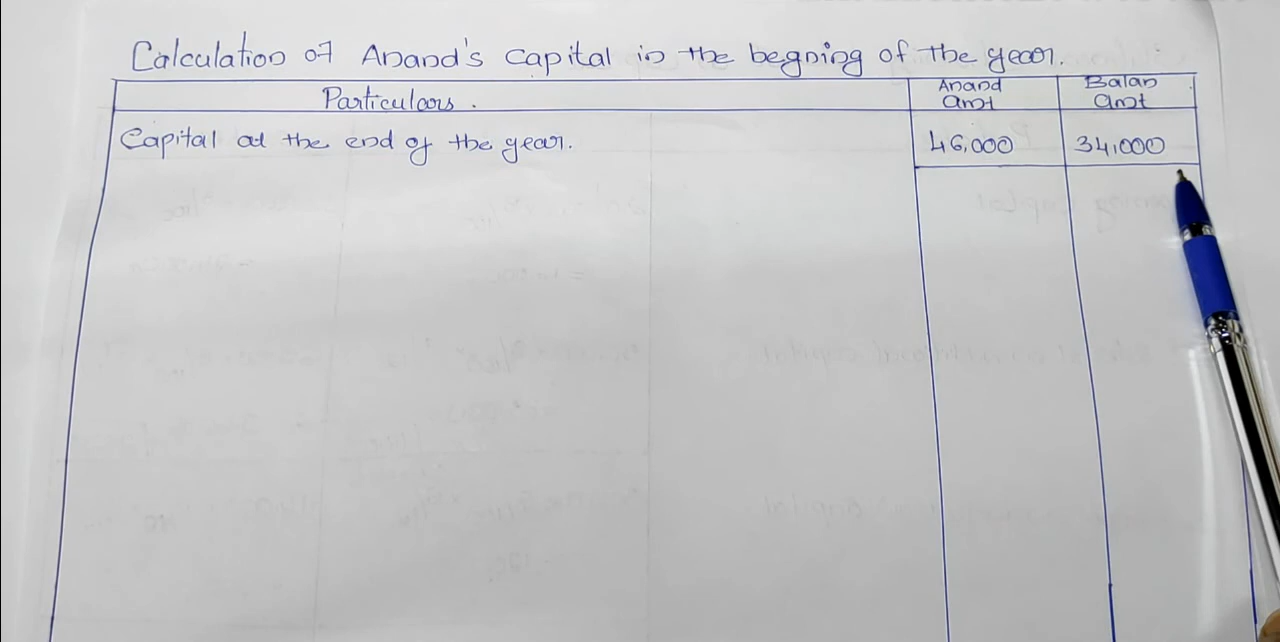 Calculation of Anand's capital in the begning of the year.
Particulars.
Anand Amt
Balan Amt
Capital at the end of the year. 46,000 34,000